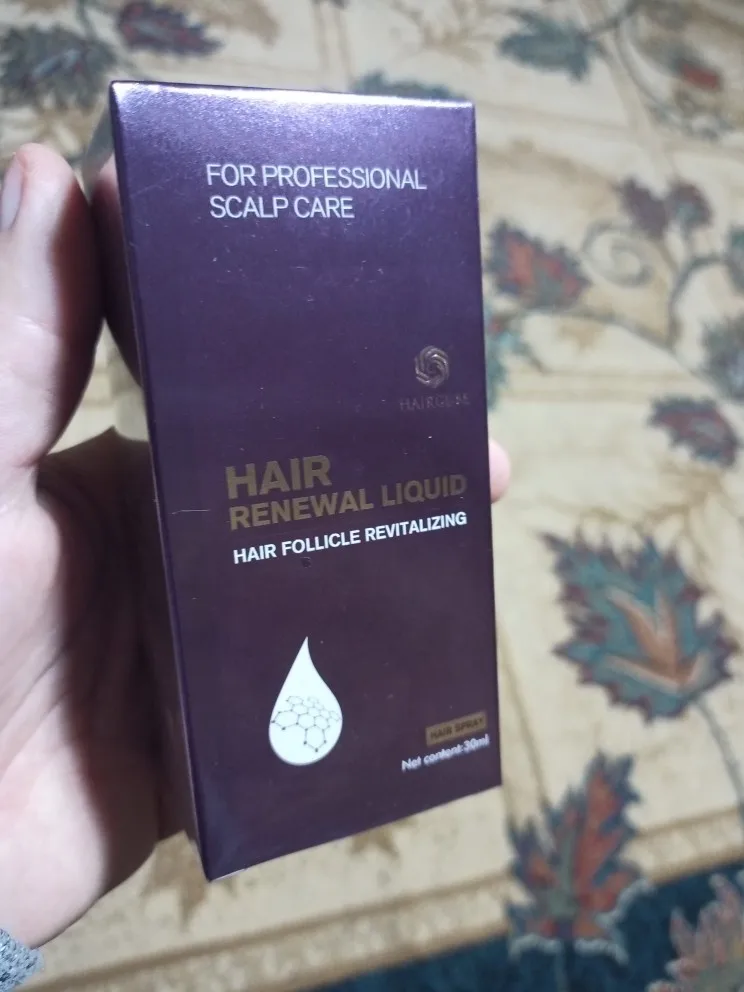 FOR PROFESSIONAL
SCALP CARE
HAIR
RENEWAL LIQUID
HAIR FOLLICLE REVITALIZING
HAIR SPRAY
Net content:30ml